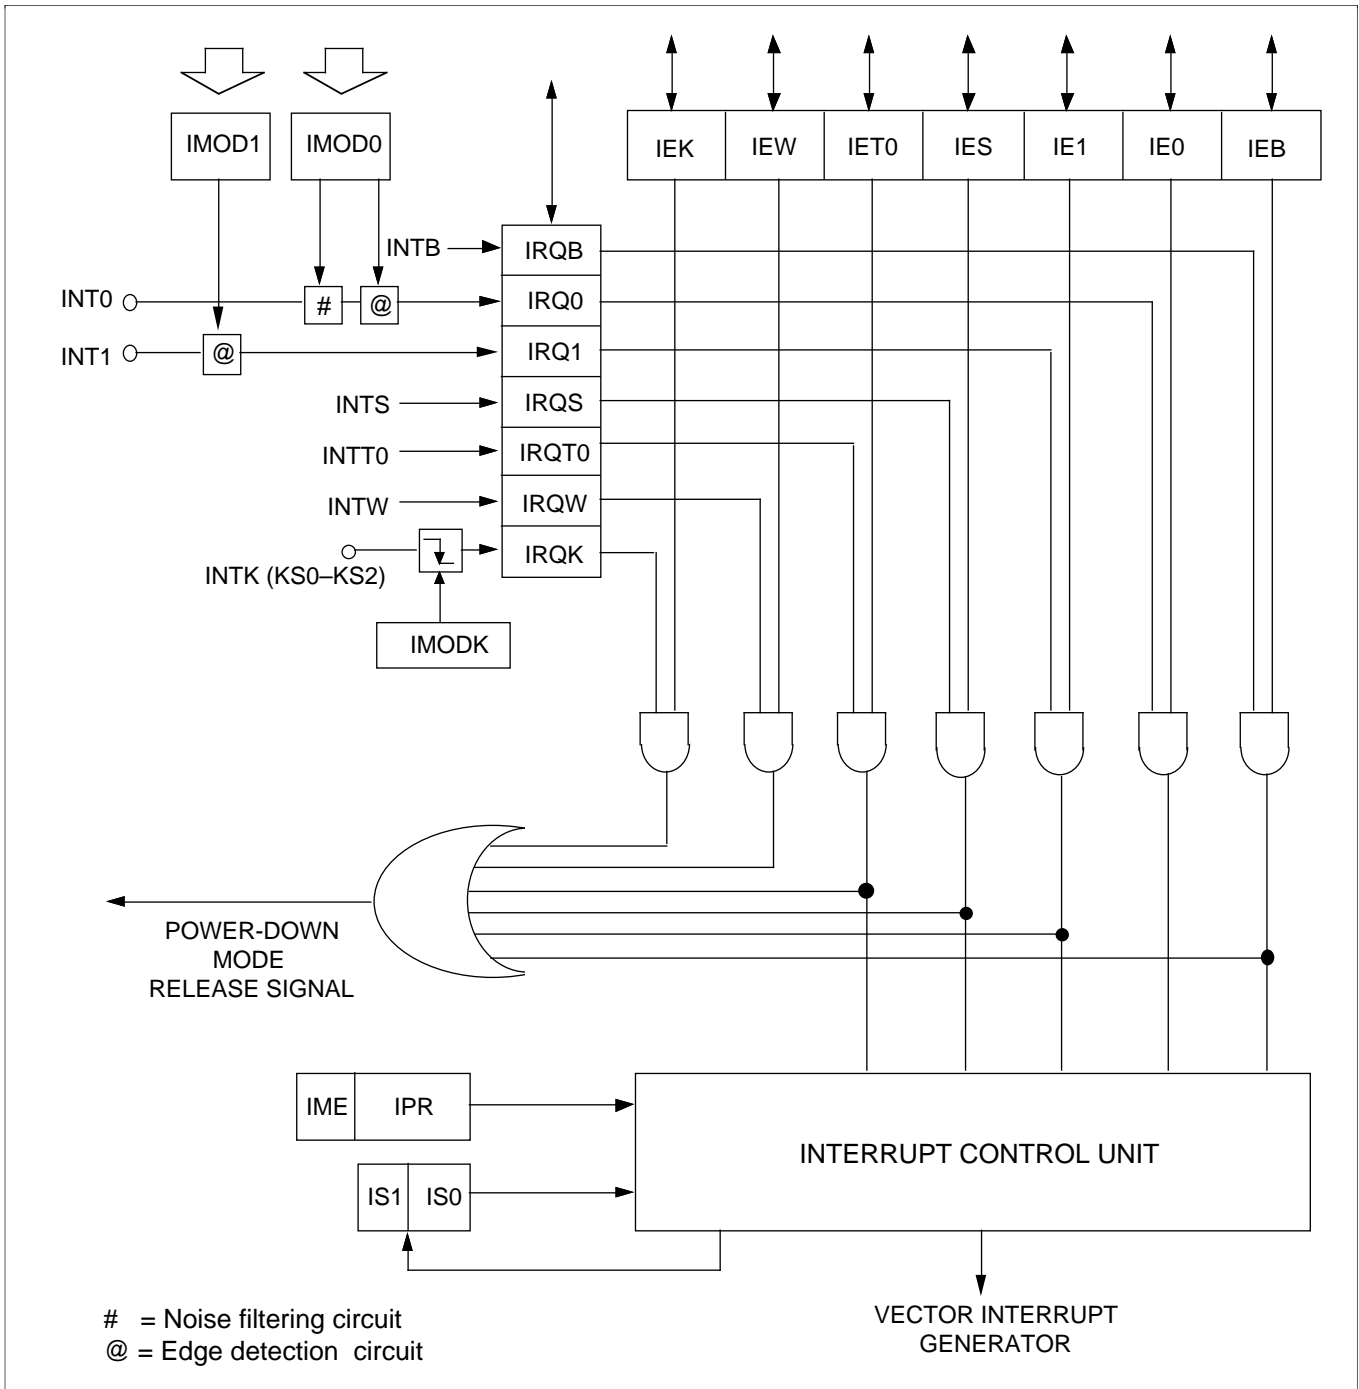 IMOD1 IMOD0
IEK IEW IET0 IES IE1 IE0 IEB
INTB IRQB
INT0 # @ IRQ0
INT1 @ IRQ1
INTS IRQS
INTT0 IRQT0
INTW IRQW
INTK (KS0–KS2) IRQK
IMODK
POWER-DOWN
MODE
RELEASE SIGNAL
IME IPR
INTERRUPT CONTROL UNIT
IS1 IS0
VECTOR INTERRUPT
GENERATOR
# = Noise filtering circuit
@ = Edge detection circuit